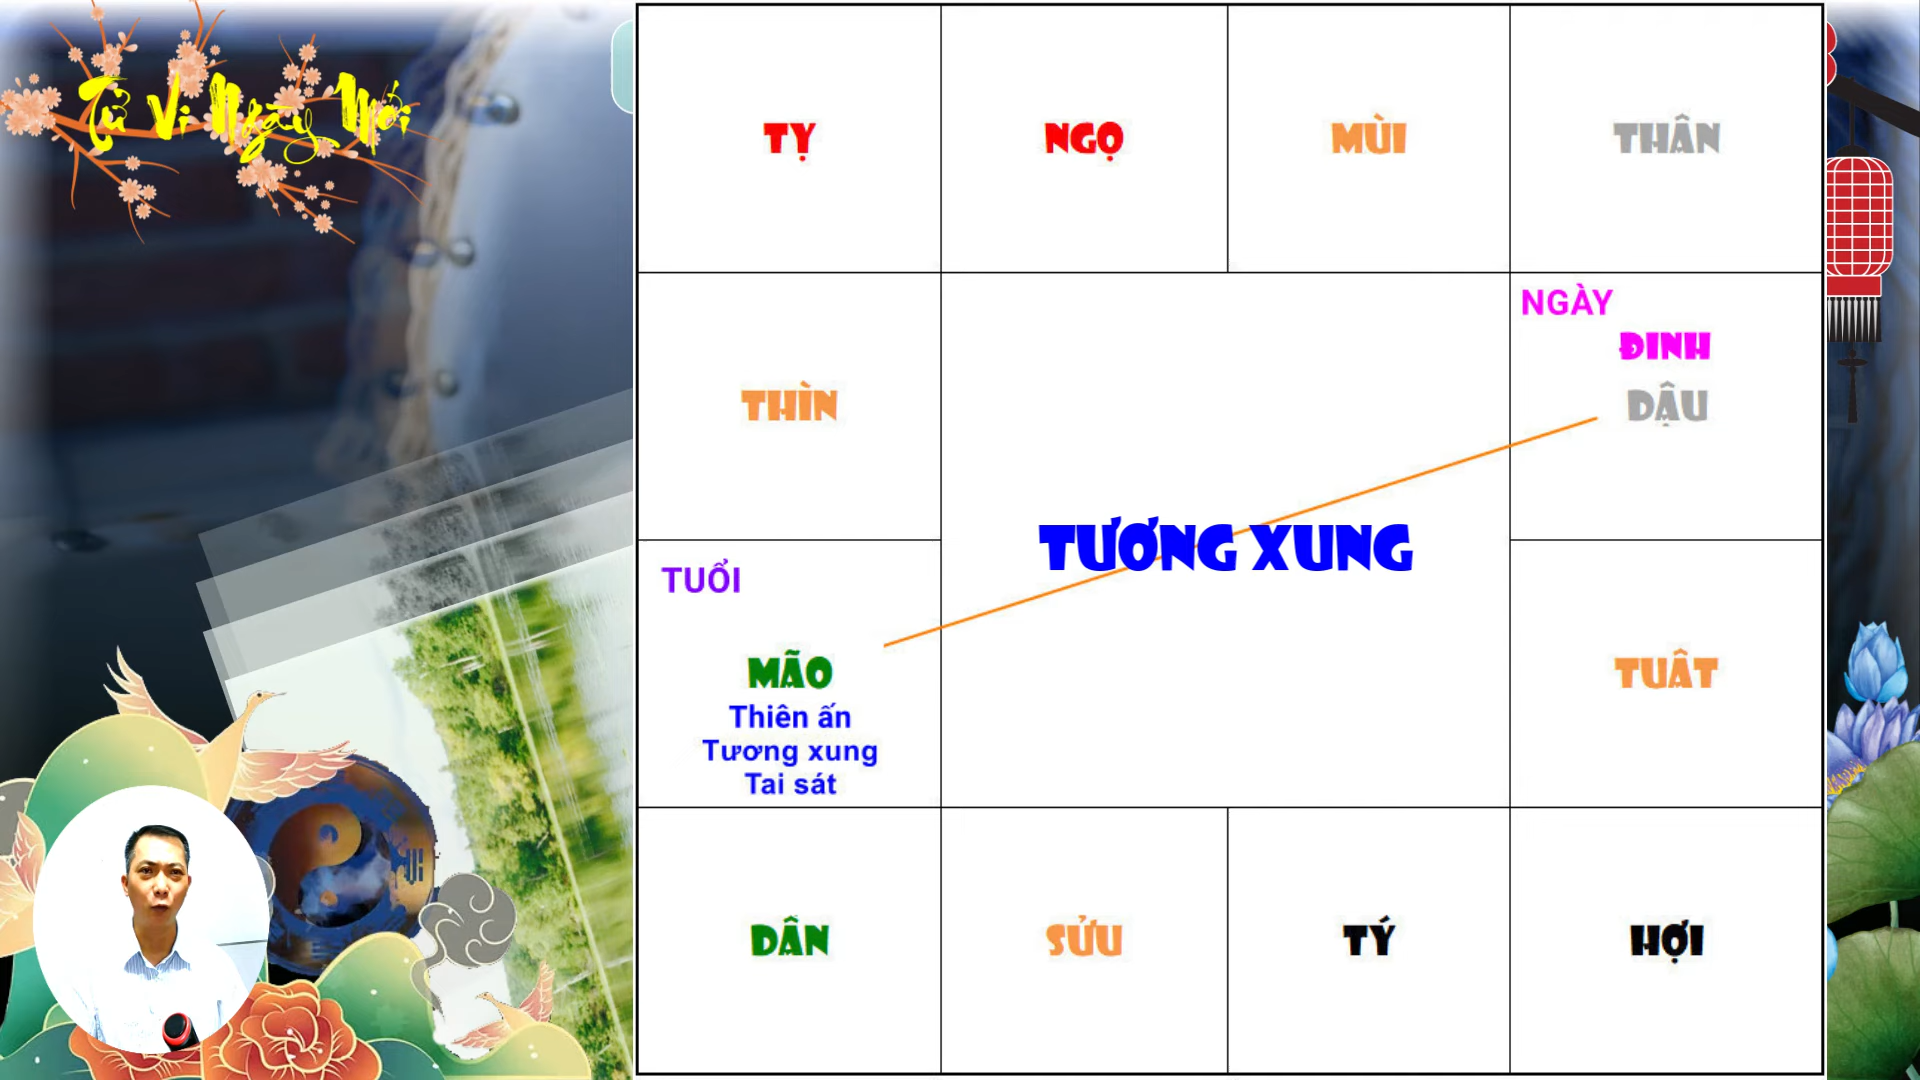 Tử Vi Ngày Mới
TỴ
NGỌ
MÙI
THÂN
THÌN
NGÀY
ĐINH
DẬU
TƯƠNG XUNG
TUỔI
MÃO
Thiên ấn
Tương xung
Tai sát
TUẤT
DẦN
SỬU
TÝ
HỢI